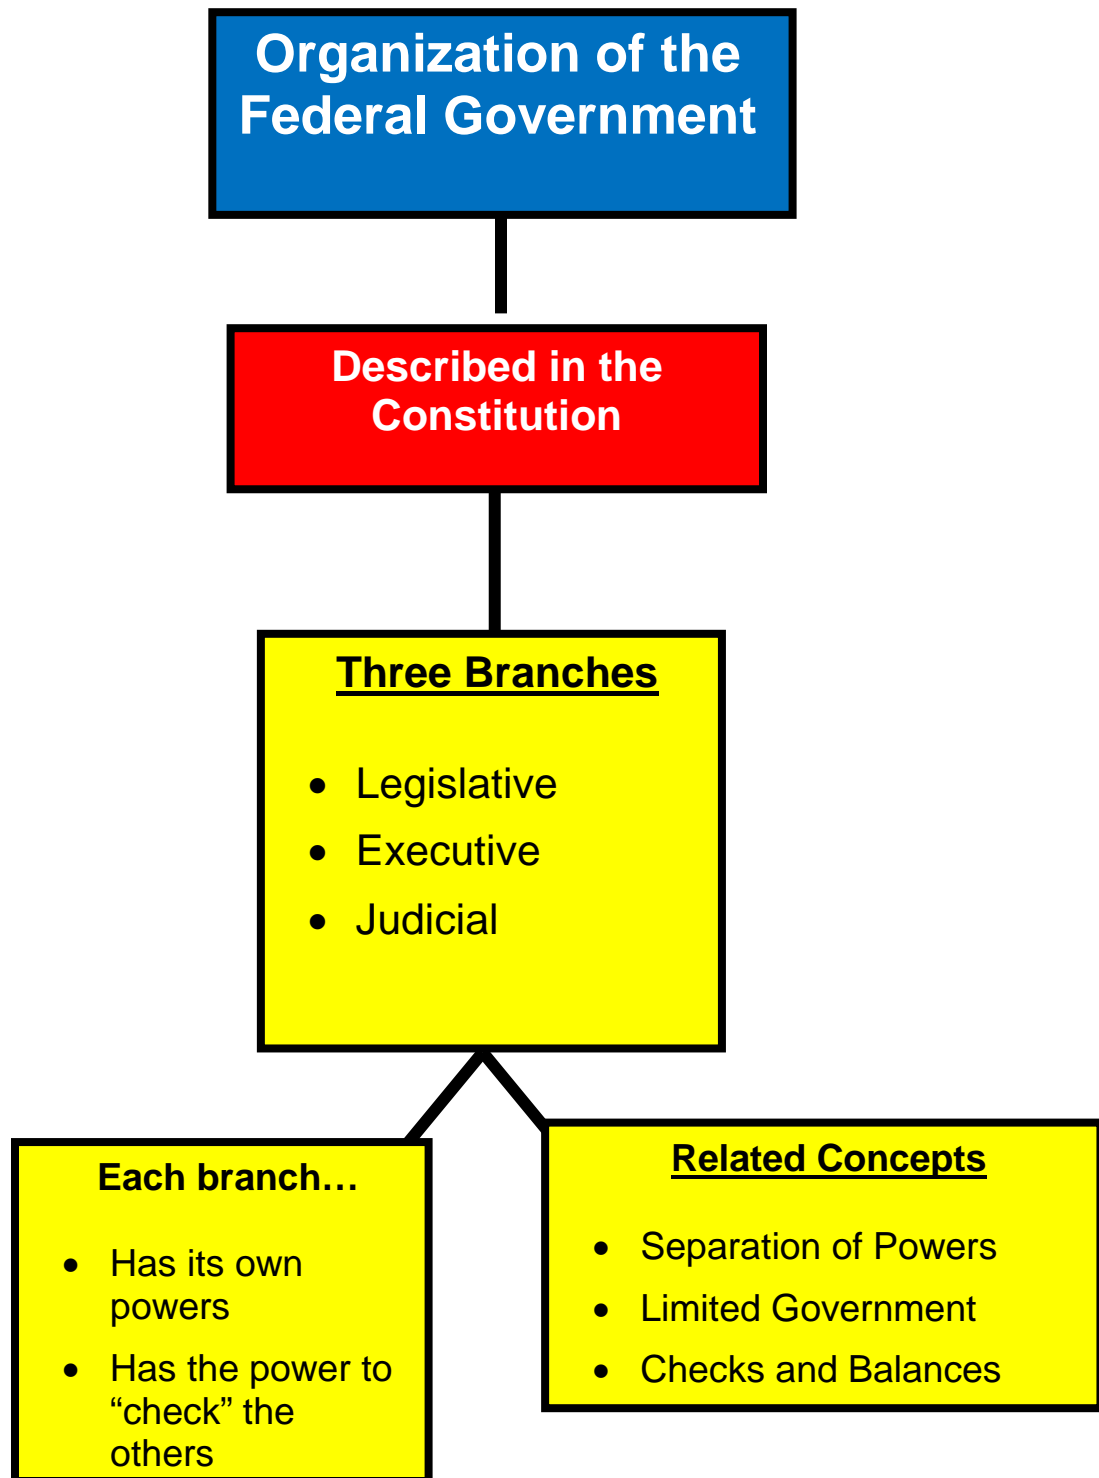 Organization of the
Federal Government
Described in the
Constitution
Three Branches
• Legislative
• Executive
• Judicial
Each branch…
• Has its own
powers
• Has the power to
“check” the
others
Related Concepts
• Separation of Powers
• Limited Government
• Checks and Balances